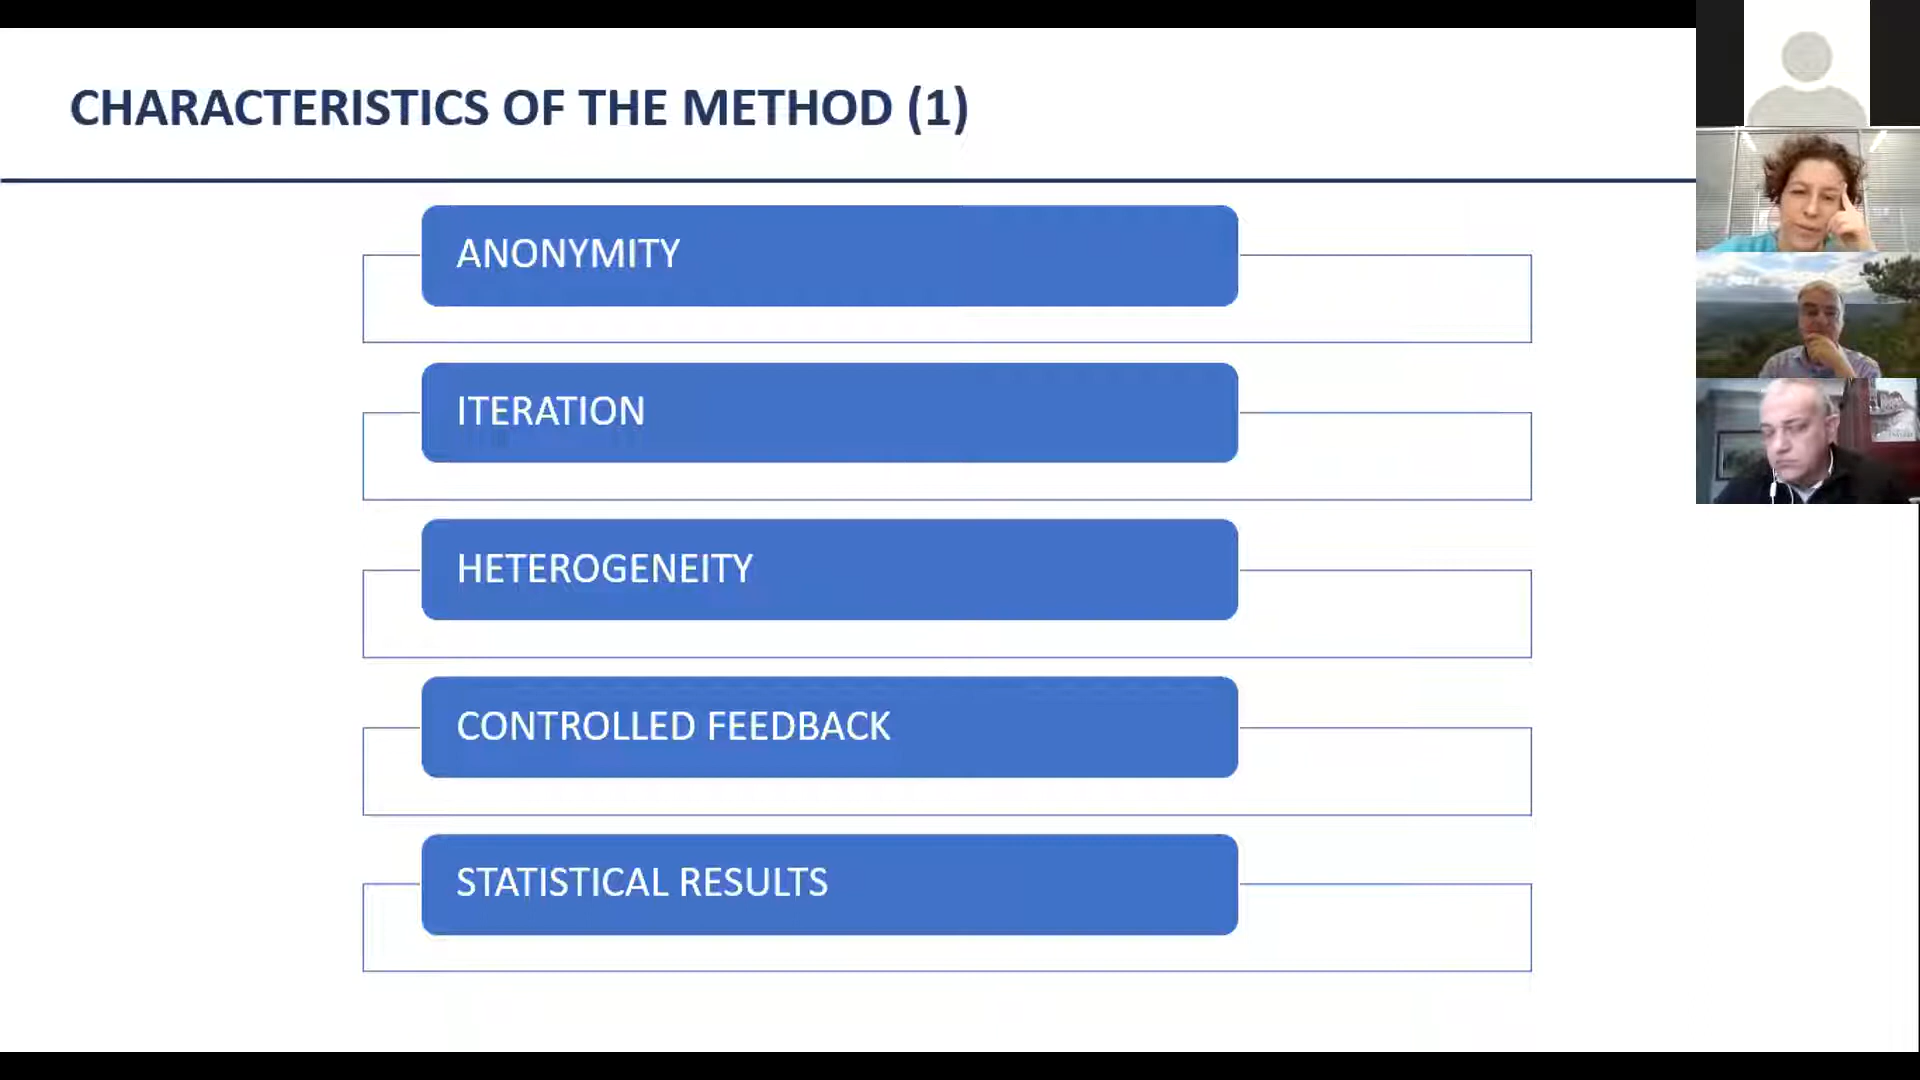 CHARACTERISTICS OF THE METHOD (1)
ANONYMITY
ITERATION
HETEROGENEITY
CONTROLLED FEEDBACK
STATISTICAL RESULTS